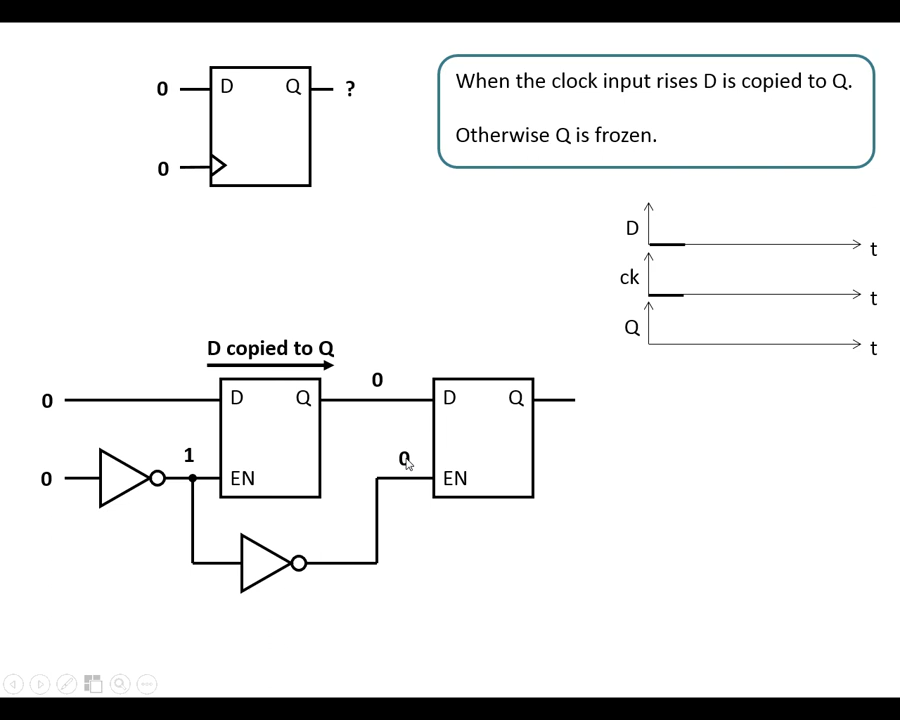 0 D Q ?
0
When the clock input rises D is copied to Q.
Otherwise Q is frozen.
D t
ck t
Q t
D copied to Q
0 D Q 0 D Q
0 1 EN 0 EN